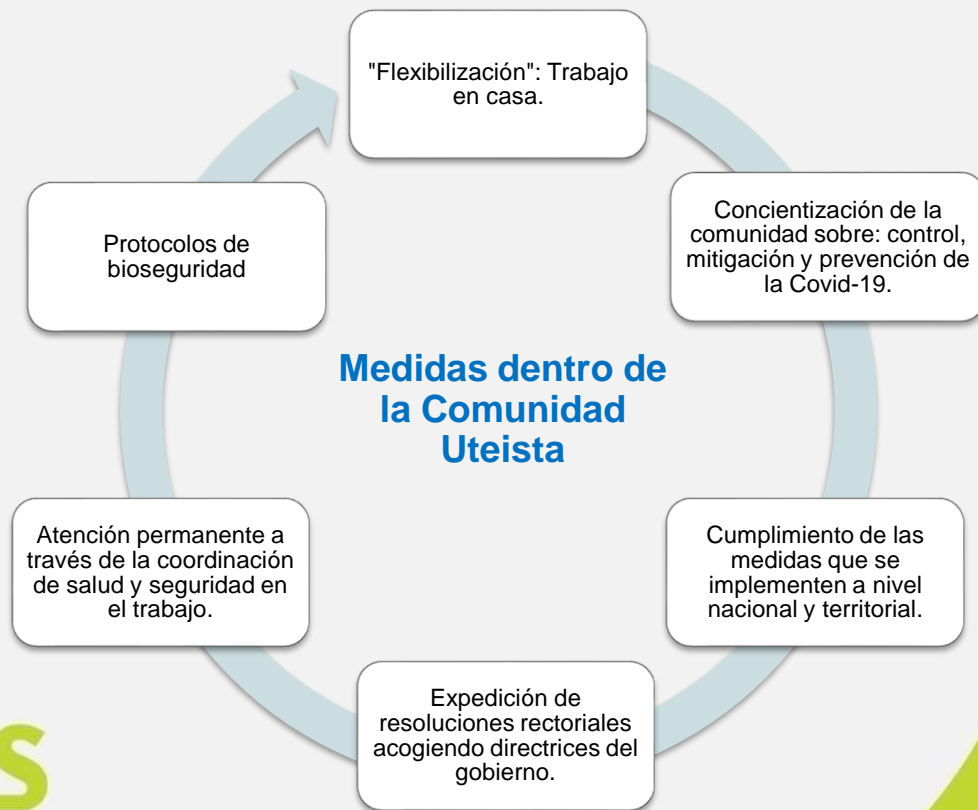 "Flexibilización": Trabajo
en casa.
Concientización de la
comunidad sobre: control,
mitigación y prevención de
la Covid-19.
Cumplimiento de las
medidas que se
implementen a nivel
nacional y territorial.
Expedición de
resoluciones rectoriales
acogiendo directrices del
gobierno.
Atención permanente a
través de la coordinación
de salud y seguridad en
el trabajo.
Protocolos de
bioseguridad
Medidas dentro de
la Comunidad
Uteista
S